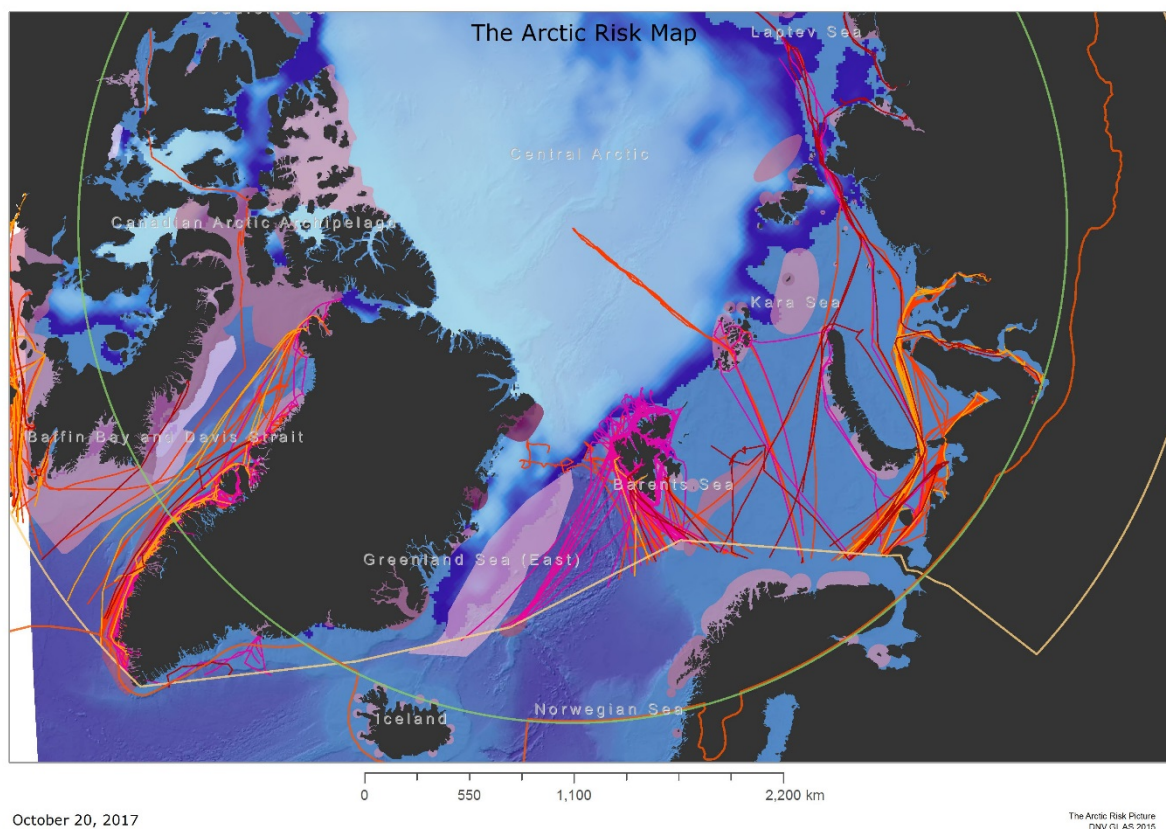 The Arctic Risk Map
Laptev Sea
Central Arctic
Canadian Arctic Archipelago
Kara Sea
Baffin Bay and Davis Strait
Barents Sea
Greenland Sea (East)
Norwegian Sea
Iceland
0 550 1,100 2,200 km
October 20, 2017
The Arctic Risk Picture
DNV GL AS 2015